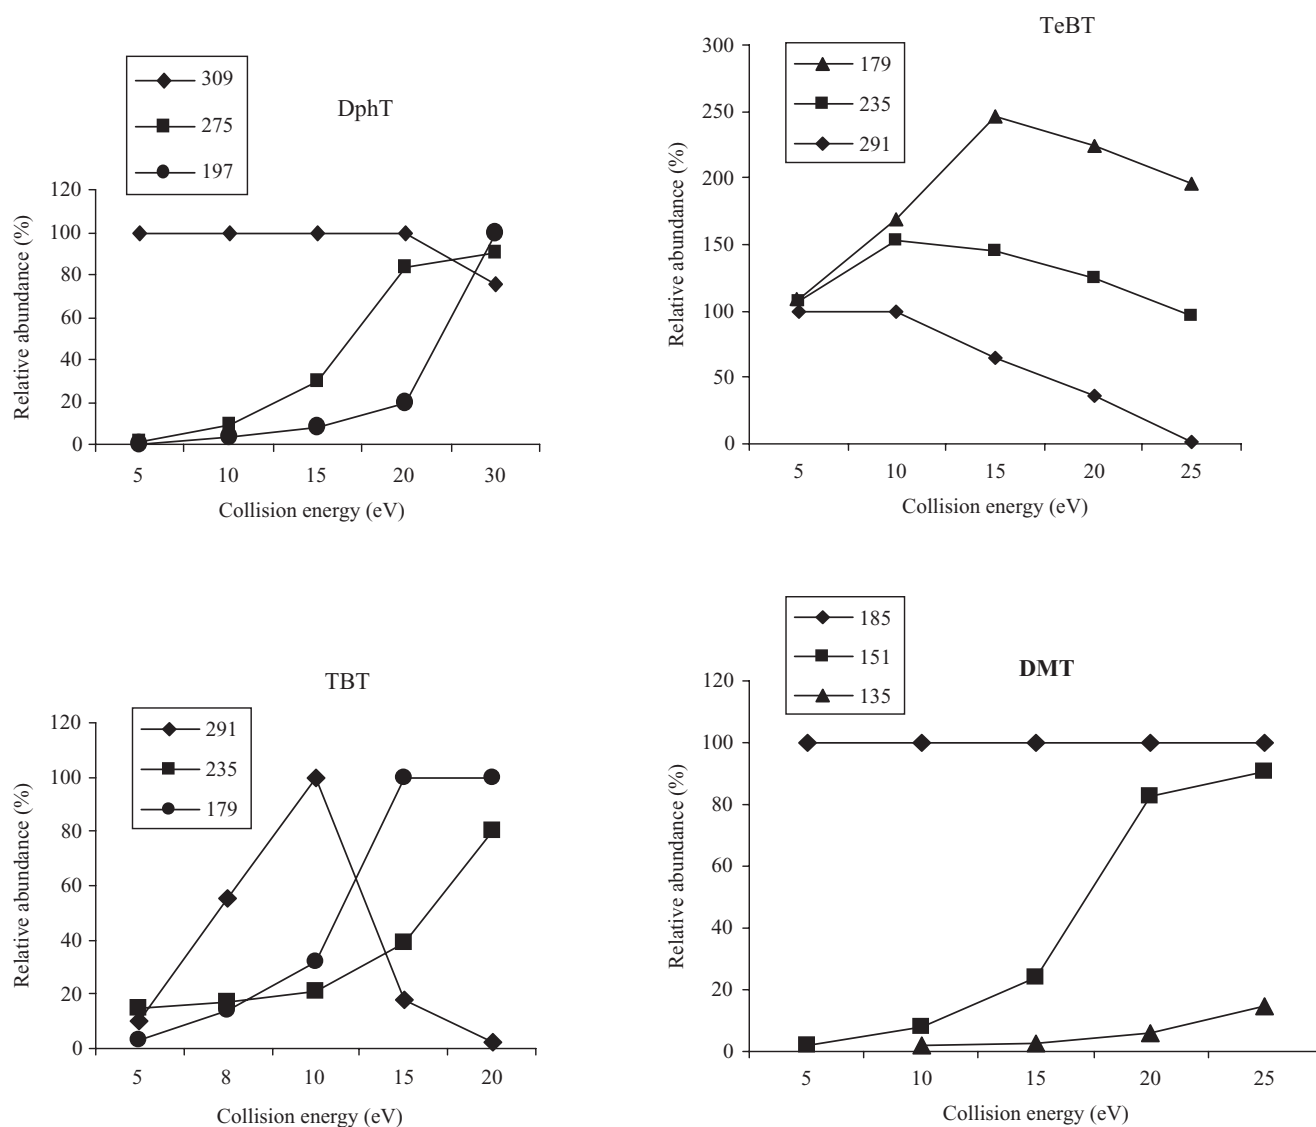 DphT
309
275
197
Relative abundance (%)
120
100
80
60
40
20
0
5 10 15 20 30
Collision energy (eV)
TeBT
179
235
291
Relative abundance (%)
300
250
200
150
100
50
0
5 10 15 20 25
Collision energy (eV)
TBT
291
235
179
Relative abundance (%)
120
100
80
60
40
20
0
5 8 10 15 20
Collision energy (eV)
DMT
185
151
135
Relative abundance (%)
120
100
80
60
40
20
0
5 10 15 20 25
Collision energy (eV)